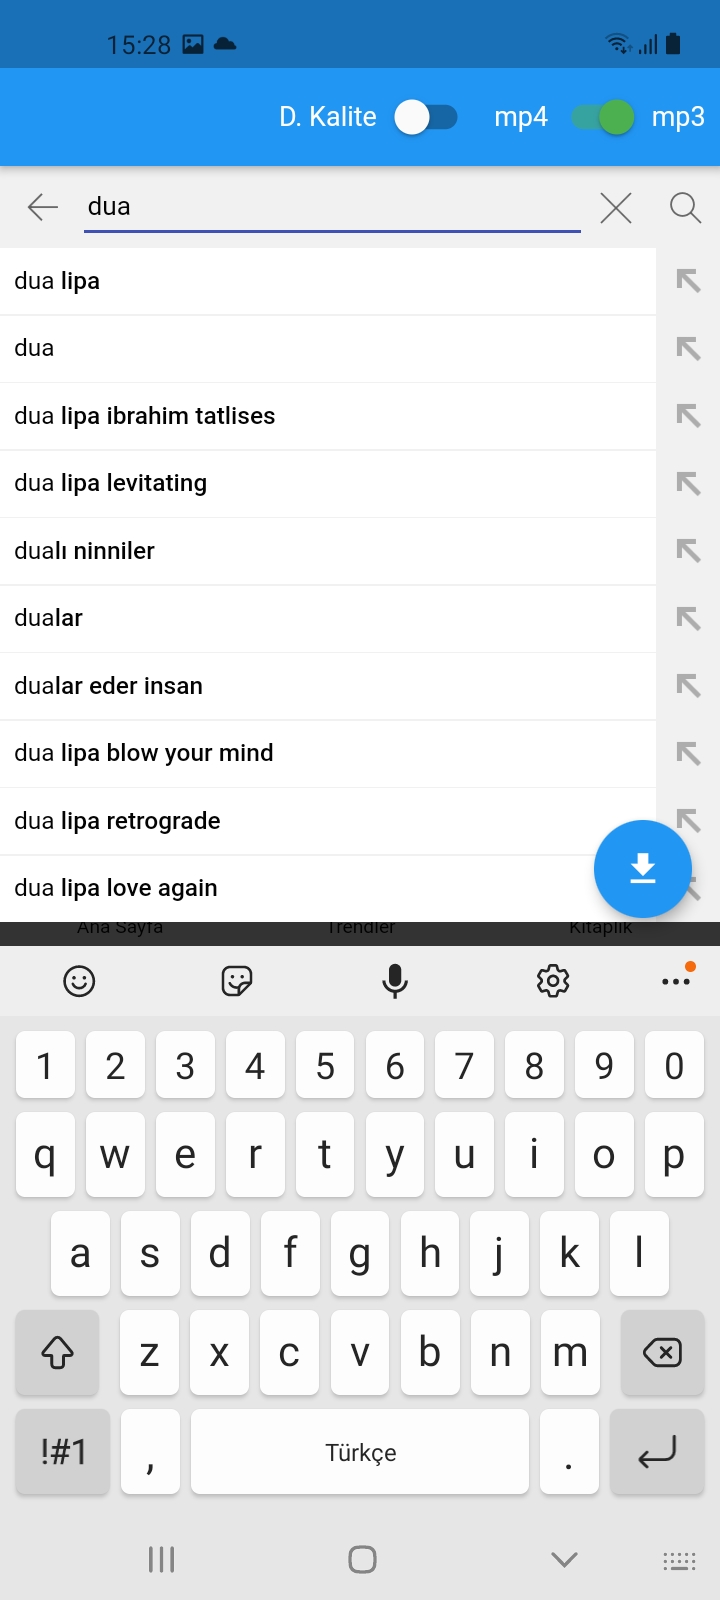 15:28
D. Kalite mp4 mp3
dua
dua lipa
dua
dua lipa ibrahim tatlises
dua lipa levitating
dualı ninniler
dualar
dualar eder insan
dua lipa blow your mind
dua lipa retrograde
dua lipa love again
Ana Sayfa Trendler Kitaplık
1 2 3 4 5 6 7 8 9 0
q w e r t y u i o p
a s d f g h j k l
z x c v b n m
!#1 , Türkçe .